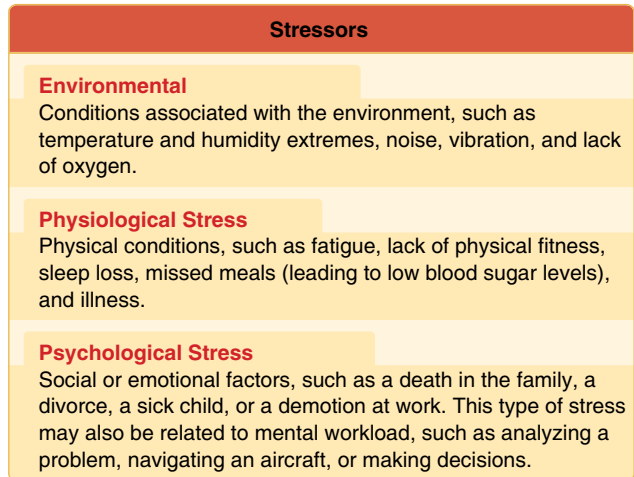 Stressors
Environmental
Conditions associated with the environment, such as
temperature and humidity extremes, noise, vibration, and lack
of oxygen.
Physiological Stress
Physical conditions, such as fatigue, lack of physical fitness,
sleep loss, missed meals (leading to low blood sugar levels),
and illness.
Psychological Stress
Social or emotional factors, such as a death in the family, a
divorce, a sick child, or a demotion at work. This type of stress
may also be related to mental workload, such as analyzing a
problem, navigating an aircraft, or making decisions.